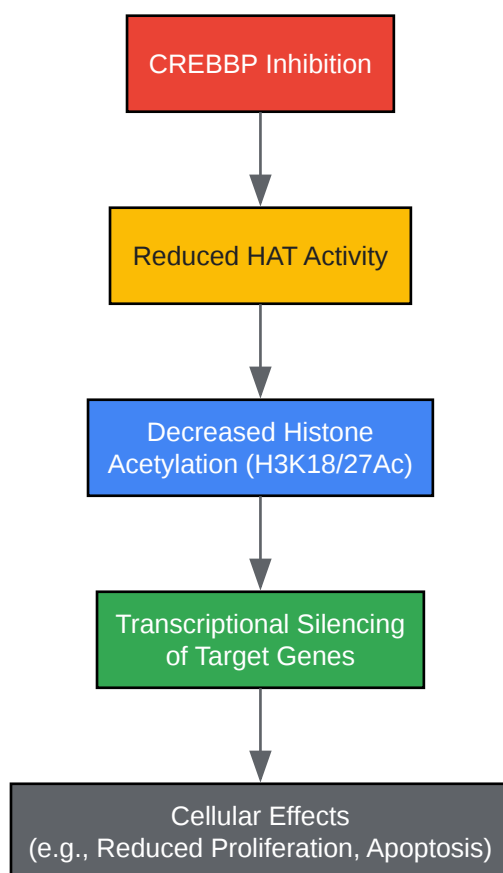 CREBBP Inhibition
Reduced HAT Activity
Decreased Histone
Acetylation (H3K18/27Ac)
Transcriptional Silencing
of Target Genes
Cellular Effects
(e.g., Reduced Proliferation, Apoptosis)